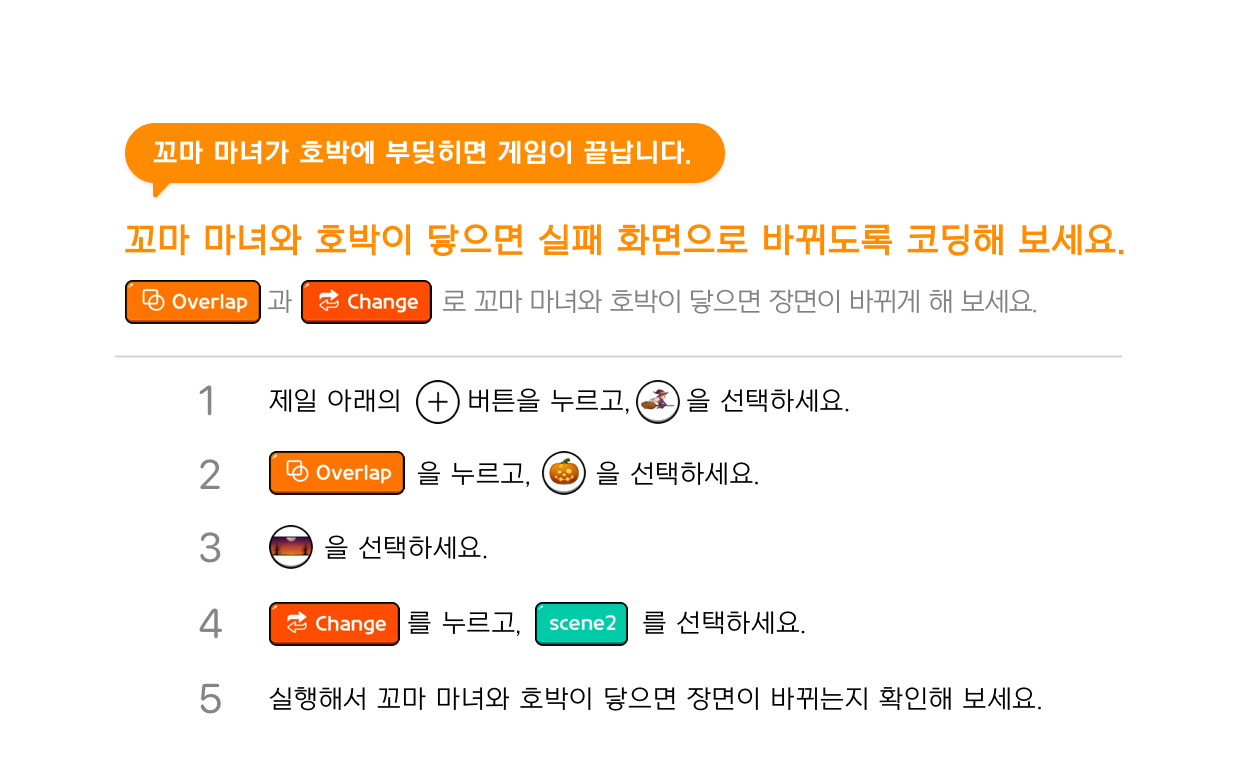 꼬마 마녀가 호박에 부딪히면 게임이 끝납니다.
꼬마 마녀와 호박이 닿으면 실패 화면으로 바뀌도록 코딩해 보세요.
Overlap 과 Change 로 꼬마 마녀와 호박이 닿으면 장면이 바뀌게 해 보세요.
1 제일 아래의 + 버튼을 누르고, 을 선택하세요.
2 Overlap 을 누르고, 을 선택하세요.
3 을 선택하세요.
4 Change 를 누르고, scene2 를 선택하세요.
5 실행해서 꼬마 마녀와 호박이 닿으면 장면이 바뀌는지 확인해 보세요.